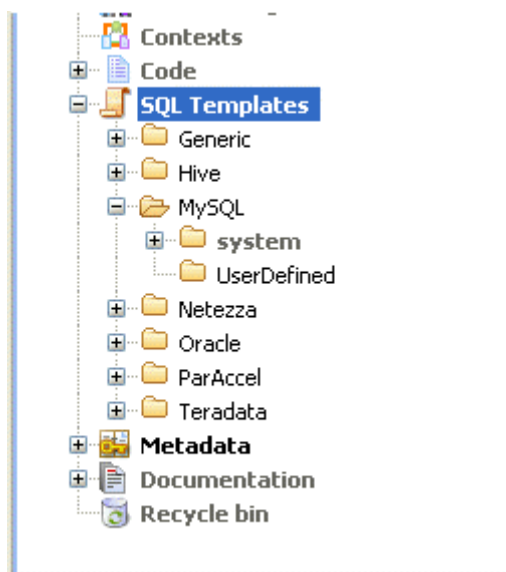 Contexts
Code
SQL Templates
Generic
Hive
MySQL
system
UserDefined
Netezza
Oracle
ParAccel
Teradata
Metadata
Documentation
Recycle bin